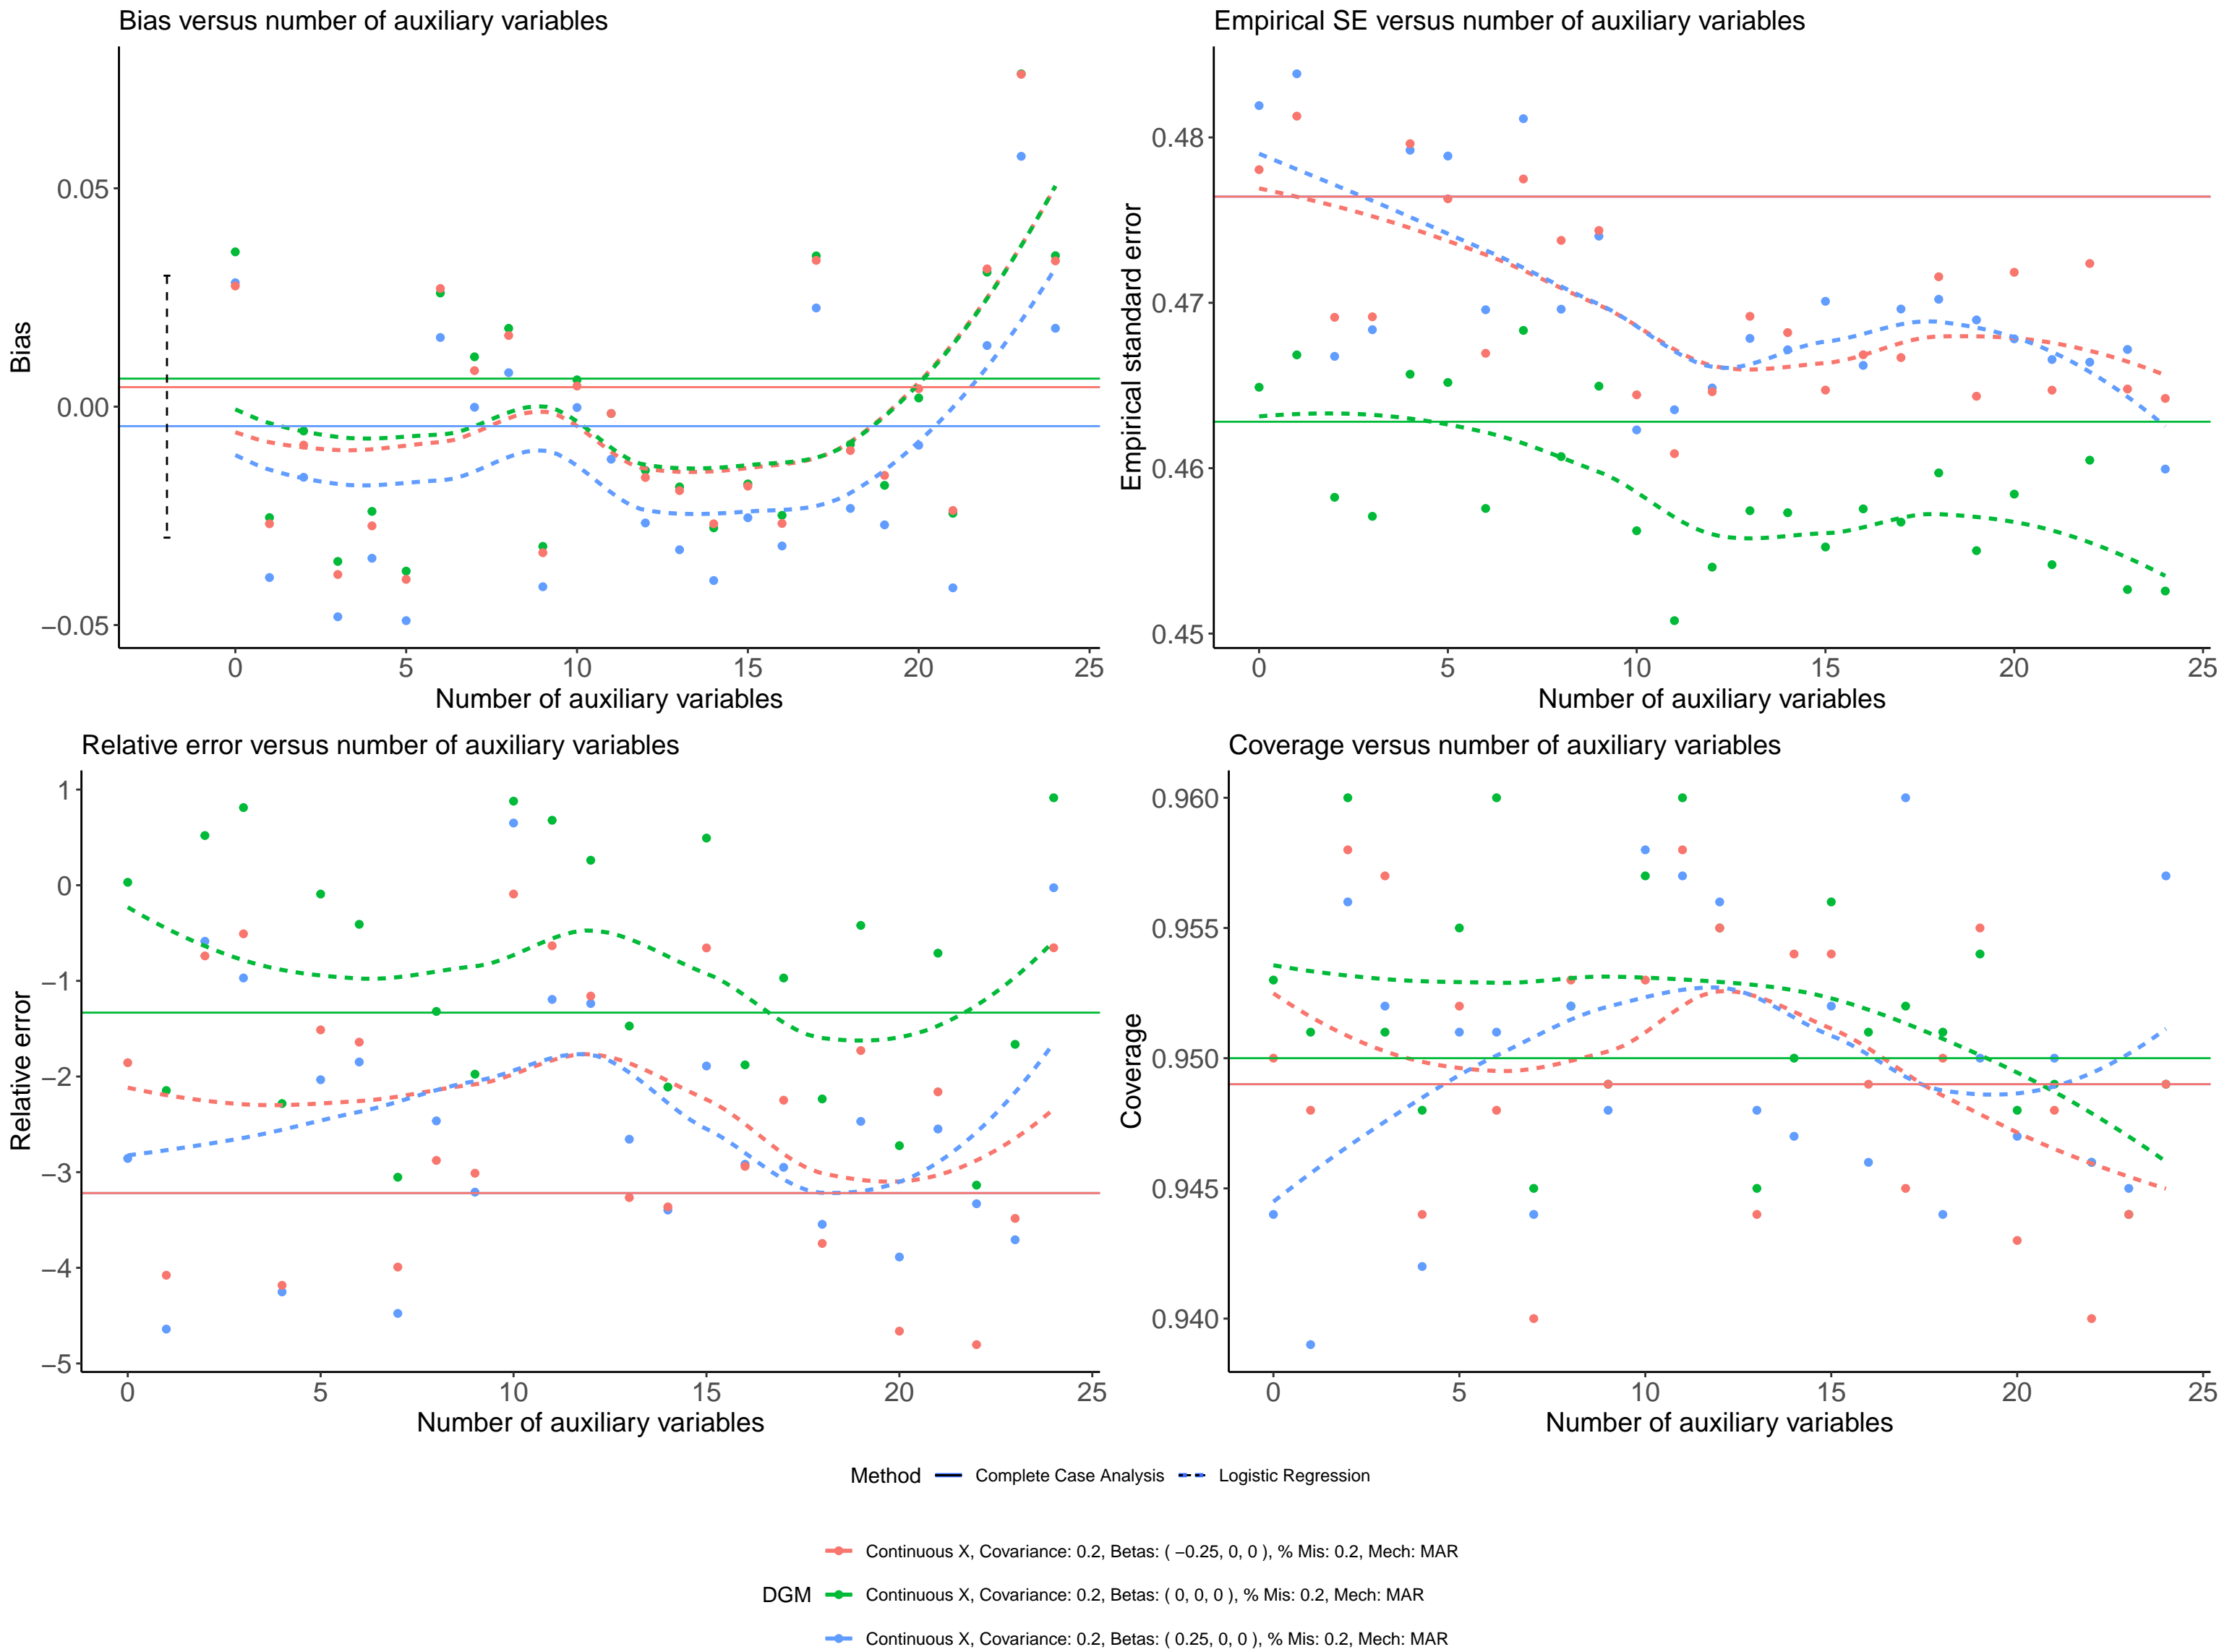 Bias versus number of auxiliary variables
Bias
0.05
0.00
−0.05
0 5 10 15 20 25
Number of auxiliary variables
Empirical SE versus number of auxiliary variables
Empirical standard error
0.48
0.47
0.46
0.45
0 5 10 15 20 25
Number of auxiliary variables
Relative error versus number of auxiliary variables
Relative error
1
0
−1
−2
−3
−4
−5
0 5 10 15 20 25
Number of auxiliary variables
Coverage versus number of auxiliary variables
Coverage
0.960
0.955
0.950
0.945
0.940
0 5 10 15 20 25
Number of auxiliary variables
Method Complete Case Analysis Logistic Regression
DGM
Continuous X, Covariance: 0.2, Betas: ( −0.25, 0, 0 ), % Mis: 0.2, Mech: MAR
Continuous X, Covariance: 0.2, Betas: ( 0, 0, 0 ), % Mis: 0.2, Mech: MAR
Continuous X, Covariance: 0.2, Betas: ( 0.25, 0, 0 ), % Mis: 0.2, Mech: MAR